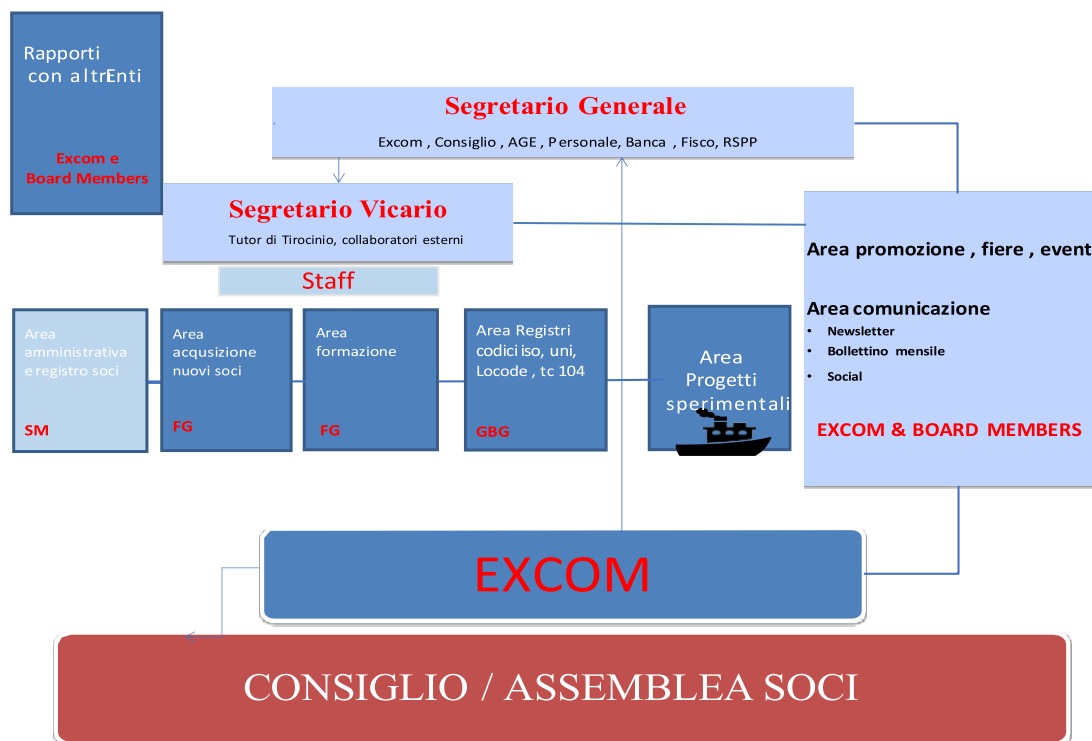 Rapporti
con altrEnti
Excom e
Board Members
Segretario Generale
Excom , Consiglio , AGE , Personale, Banca , Fisco, RSPP
Segretario Vicario
Tutor di Tirocinio, collaboratori esterni
Staff
Area
amministrativa
e registro soci
SM
Area
acqusizione
nuovi soci
FG
Area
formazione
FG
Area Registri
codici iso, uni,
Locode , tc 104
GBG
Area
Progetti
sperimentali
Area promozione , fiere , event
Area comunicazione
• Newsletter
• Bollettino mensile
• Social
EXCOM & BOARD MEMBERS
EXCOM
CONSIGLIO / ASSEMBLEA SOCI